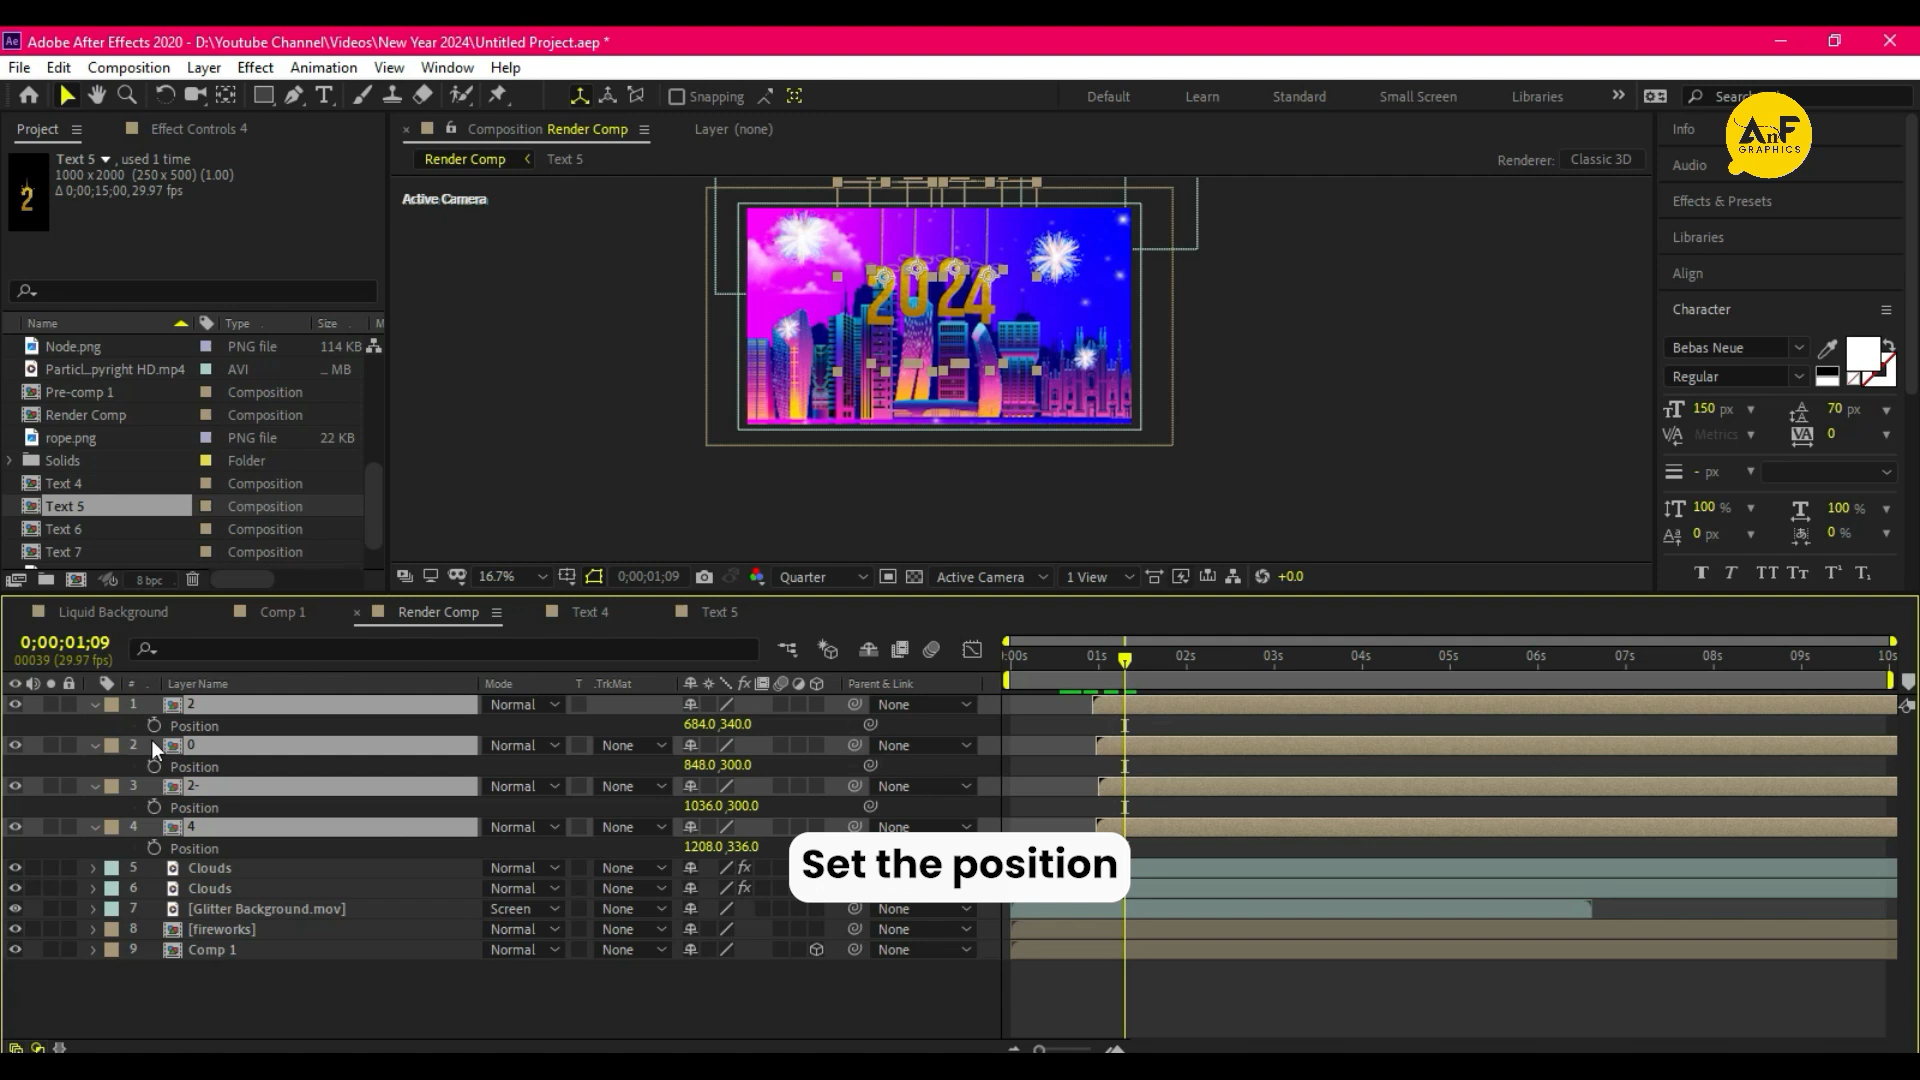 Ae Adobe After Effects 2020 - D:\Youtube Channel\Videos\New Year 2024\Untitled Project.aep *
File Edit Composition Layer Effect Animation View Window Help
Snapping Default Learn Standard Small Screen Libraries
AnF GRAPHICS
Project Effect Controls 4
Composition Render Comp Layer (none)
Info
Text 5 , used 1 time
1000 x 2000 (250 x 500) (1.00)
Δ 0;00;15;00, 29.97 fps
Render Comp Text 5
Renderer: Classic 3D
Audio
Active Camera
Effects & Presets
Libraries
Align
2024
Character
Name Type Size M
Node.png PNG file 114 KB
Particl_pyright HD.mp4 AVI _ MB
Pre-comp 1 Composition
Render Comp Composition
rope.png PNG file 22 KB
Solids Folder
Text 4 Composition
Text 5 Composition
Text 6 Composition
Text 7 Composition
8 bpc
Bebas Neue
Regular
150 px 70 px
Metrics 0
- px
100 % 100 %
0 px 0 %
T T TT Tt T¹ T₁
16.7% 0;00;01;09 Quarter Active Camera 1 View +0.0
Liquid Background Comp 1 Render Comp Text 4 Text 5
0;00;01;09
00039 (29.97 fps)
:00s 01s 02s 03s 04s 05s 06s 07s 08s 09s 10s
# Layer Name Mode T .TrkMat fx Parent & Link
1 2 Normal None
Position 684.0,340.0
2 0 Normal None None
Position 848.0,300.0
3 2- Normal None None
Position 1036.0,300.0
4 4 Normal None None
Position 1208.0,336.0
5 Clouds Normal None fx
6 Clouds Normal None fx
7 [Glitter Background.mov] Screen None None
8 [fireworks] Normal None None
9 Comp 1 Normal None None
Set the position